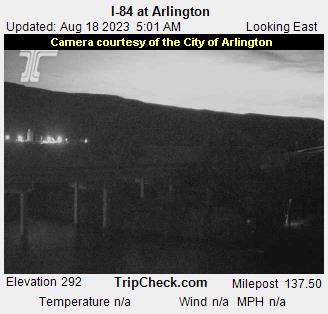 I-84 at Arlington
Updated: Aug 18 2023 5:01 AM Looking East
Camera courtesy of the City of Arlington
Elevation 292 TripCheck.com Milepost 137.50
Temperature n/a Wind n/a MPH n/a